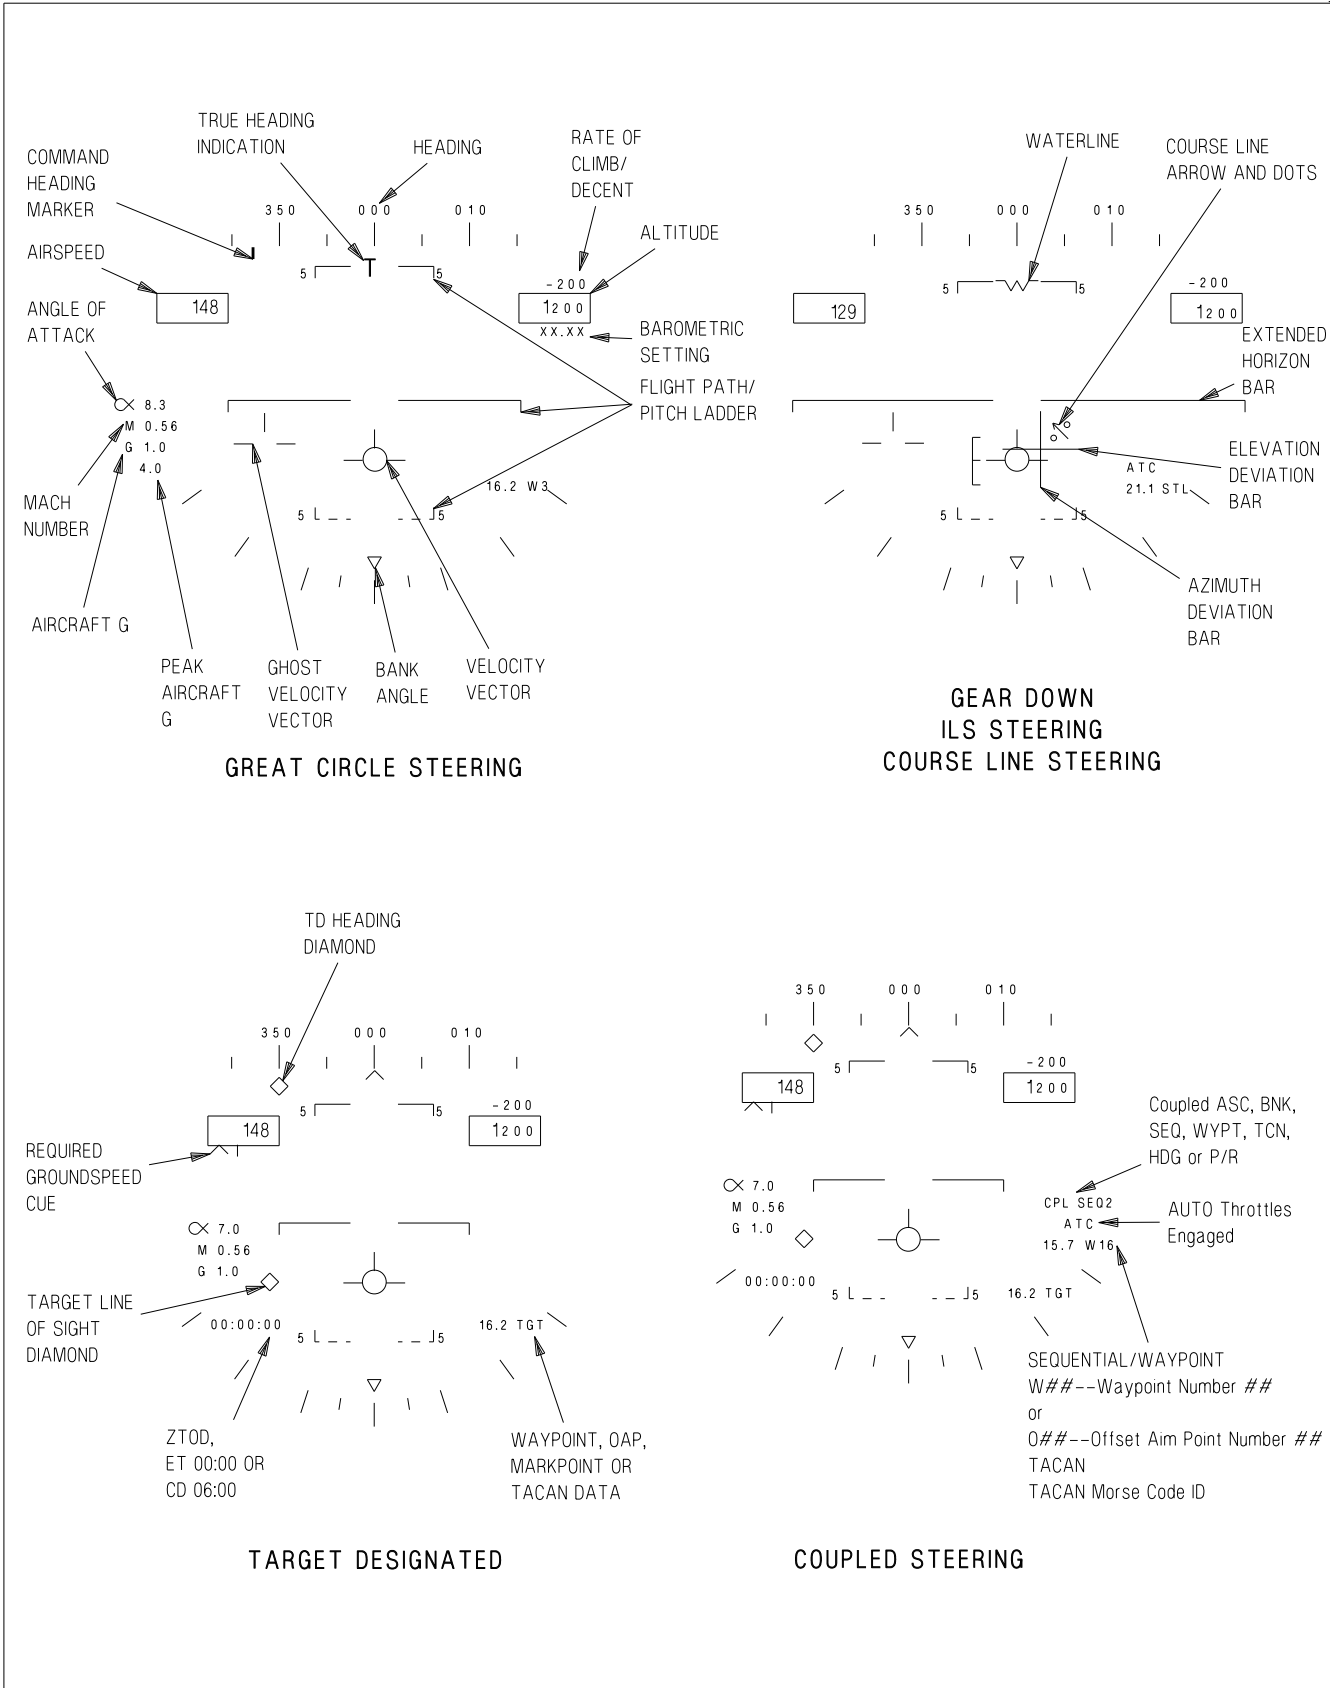 TRUE HEADING
INDICATION
HEADING
RATE OF
CLIMB/
DECENT
COMMAND
HEADING
MARKER
350 000 010
ALTITUDE
AIRSPEED
T
5 5
-200
148
1200
XX.XX
ANGLE OF
ATTACK
BAROMETRIC
SETTING
FLIGHT PATH/
PITCH LADDER
8.3
M 0.56
G 1.0
4.0
16.2 W3
MACH
NUMBER
5 5
AIRCRAFT G
PEAK
AIRCRAFT
G
GHOST
VELOCITY
VECTOR
BANK
ANGLE
VELOCITY
VECTOR
GREAT CIRCLE STEERING
WATERLINE
COURSE LINE
ARROW AND DOTS
350 000 010
5 5
-200
129
1200
EXTENDED
HORIZON
BAR
ELEVATION
DEVIATION
BAR
ATC
21.1 STL
5 5
AZIMUTH
DEVIATION
BAR
GEAR DOWN
ILS STEERING
COURSE LINE STEERING
TD HEADING
DIAMOND
350 000 010
5 5
-200
148
1200
REQUIRED
GROUNDSPEED
CUE
7.0
M 0.56
G 1.0
TARGET LINE
OF SIGHT
DIAMOND
00:00:00
5 5
16.2 TGT
ZTOD,
ET 00:00 OR
CD 06:00
WAYPOINT, OAP,
MARKPOINT OR
TACAN DATA
TARGET DESIGNATED
350 000 010
5 5
-200
148
1200
Coupled ASC, BNK,
SEQ, WYPT, TCN,
HDG or P/R
7.0
M 0.56
G 1.0
CPL SEQ2
ATC
15.7 W16
AUTO Throttles
Engaged
00:00:00
5 5
16.2 TGT
SEQUENTIAL/WAYPOINT
W##--Waypoint Number ##
or
O##--Offset Aim Point Number ##
TACAN
TACAN Morse Code ID
COUPLED STEERING